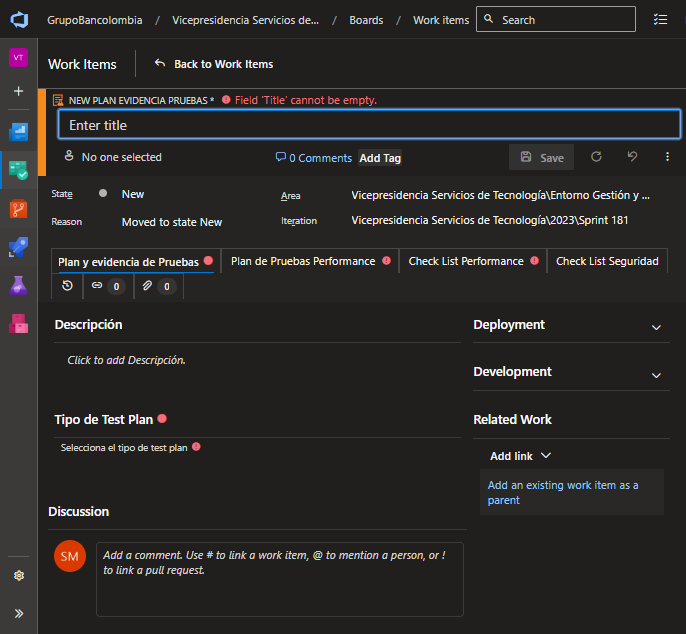 GrupoBancolombia / Vicepresidencia Servicios de... / Boards / Work items Search
VT
Work Items Back to Work Items
NEW PLAN EVIDENCIA PRUEBAS * Field 'Title' cannot be empty.
Enter title
No one selected 0 Comments Add Tag Save
State New Area Vicepresidencia Servicios de Tecnología\Entorno Gestión y ...
Reason Moved to state New Iteration Vicepresidencia Servicios de Tecnología\2023\Sprint 181
Plan y evidencia de Pruebas Plan de Pruebas Performance Check List Performance Check List Seguridad
0 0
Descripción
Click to add Descripción.
Tipo de Test Plan
Selecciona el tipo de test plan
Deployment
Development
Related Work
Add link
Add an existing work item as a
parent
Discussion
SM
Add a comment. Use # to link a work item, @ to mention a person, or !
to link a pull request.